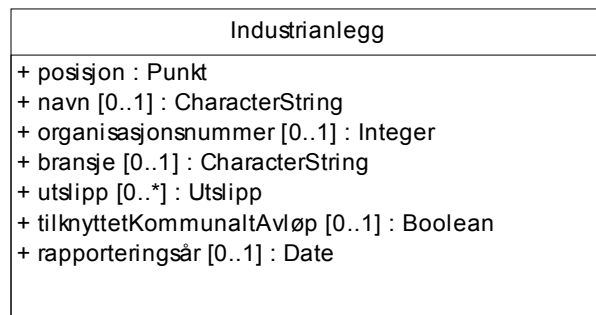 Industrianlegg
+ posisjon : Punkt
+ navn [0..1] : CharacterString
+ organisasjonsnummer [0..1] : Integer
+ bransje [0..1] : CharacterString
+ utslipp [0..*] : Utslipp
+ tilknyttetKommunaltAvløp [0..1] : Boolean
+ rapporteringsår [0..1] : Date